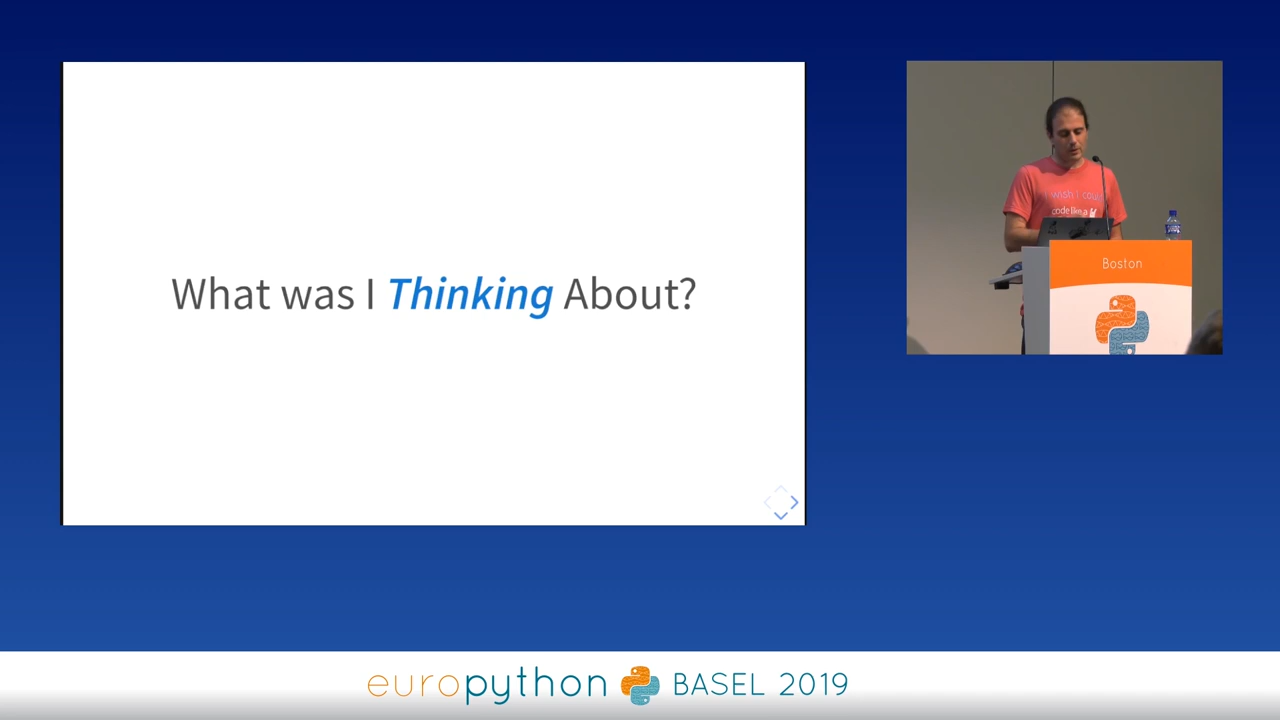 What was I Thinking About?
I wish I could
code like a
Boston
europython BASEL 2019